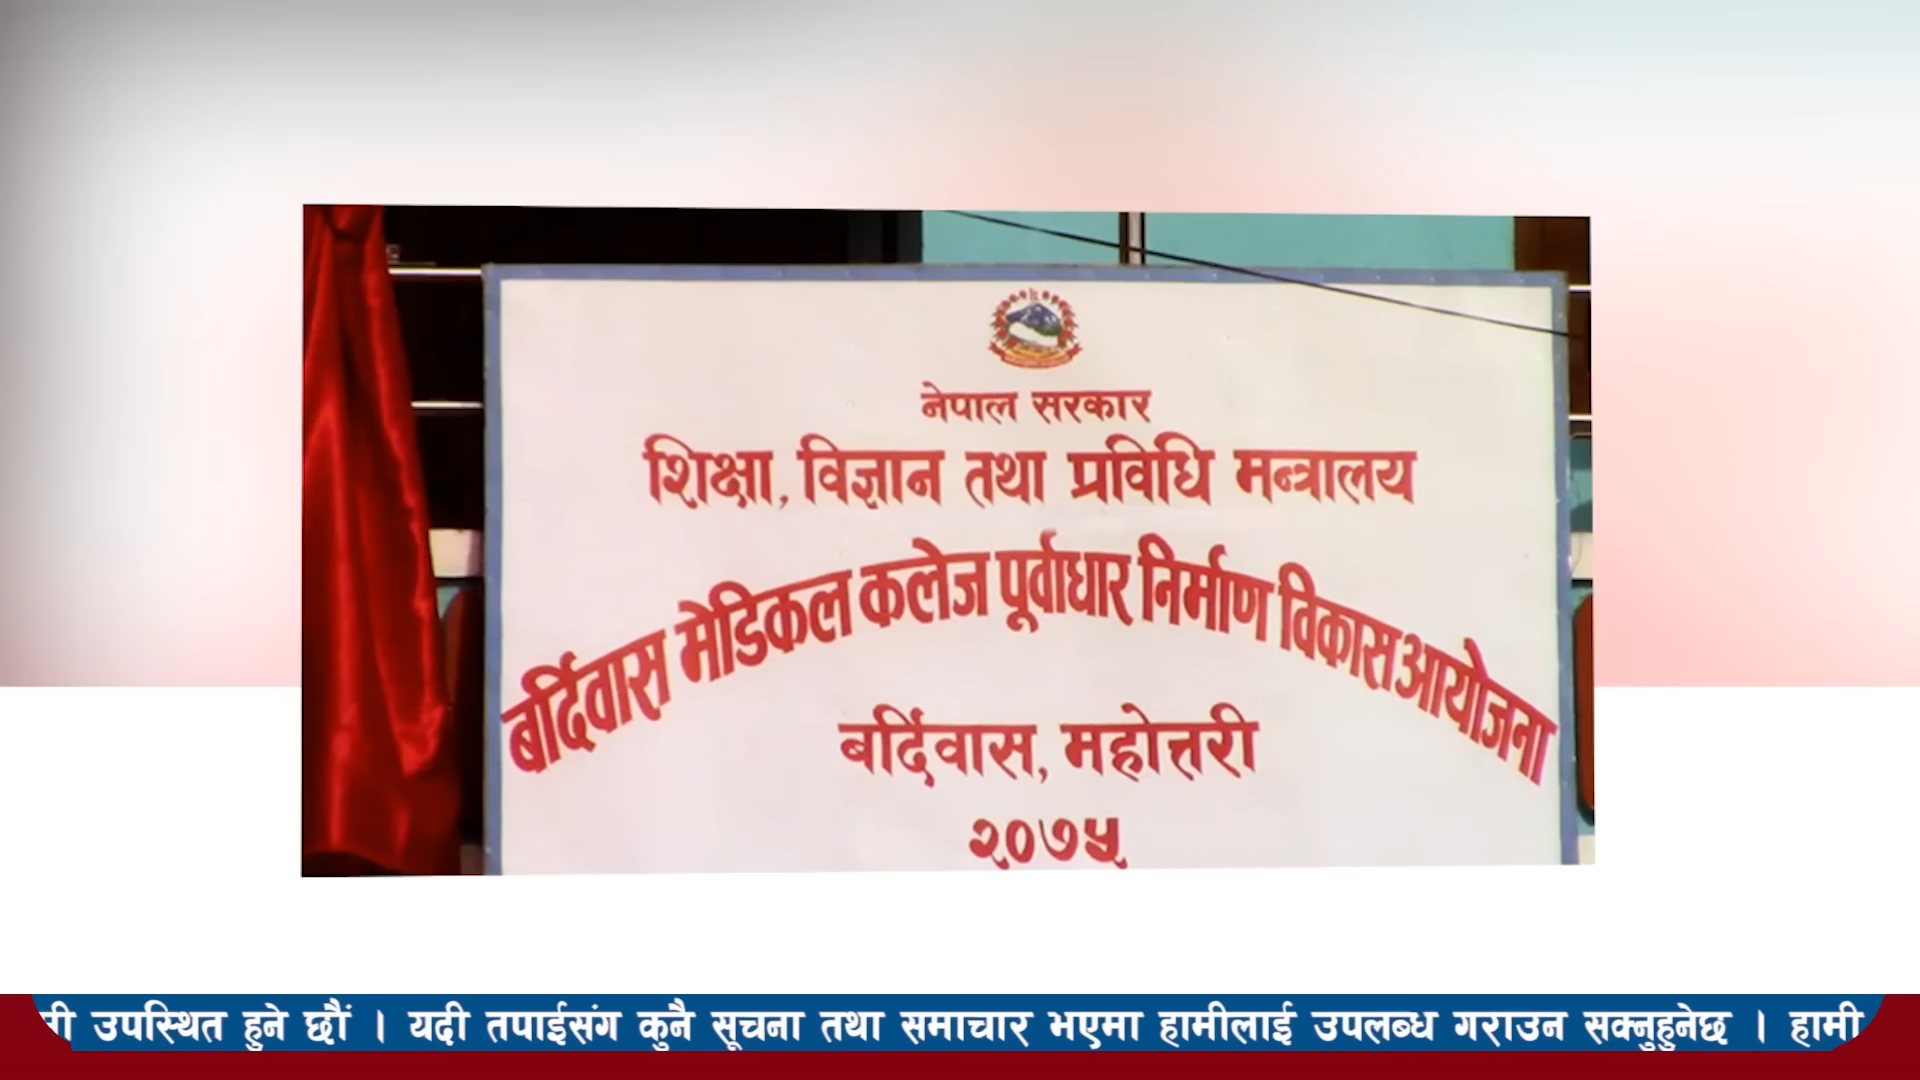 नेपाल सरकार
शिक्षा, विज्ञान तथा प्रविधि मन्त्रालय
बर्दिवास मेडिकल कलेज पूर्वाधार निर्माण विकास आयोजना
बर्दिवास, महोत्तरी
२०७५
उपस्थित हुने छौं । यदी तपाईसंग कुनै सूचना तथा समाचार भएमा हामीलाई उपलब्ध गराउन सक्नुहुनेछ । हामी